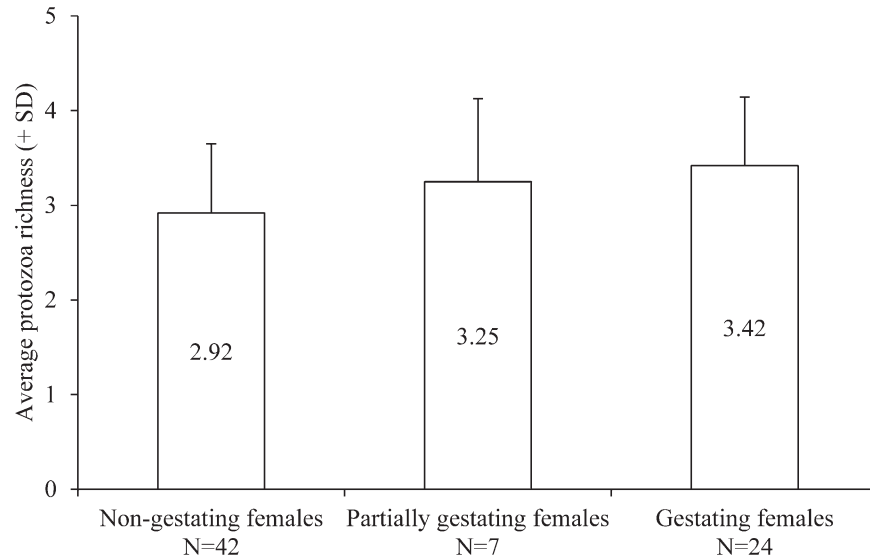 Average protozoa richness (+ SD)
5
4
3
2
1
0
2.92
3.25
3.42
Non-gestating females
N=42
Partially gestating females
N=7
Gestating females
N=24